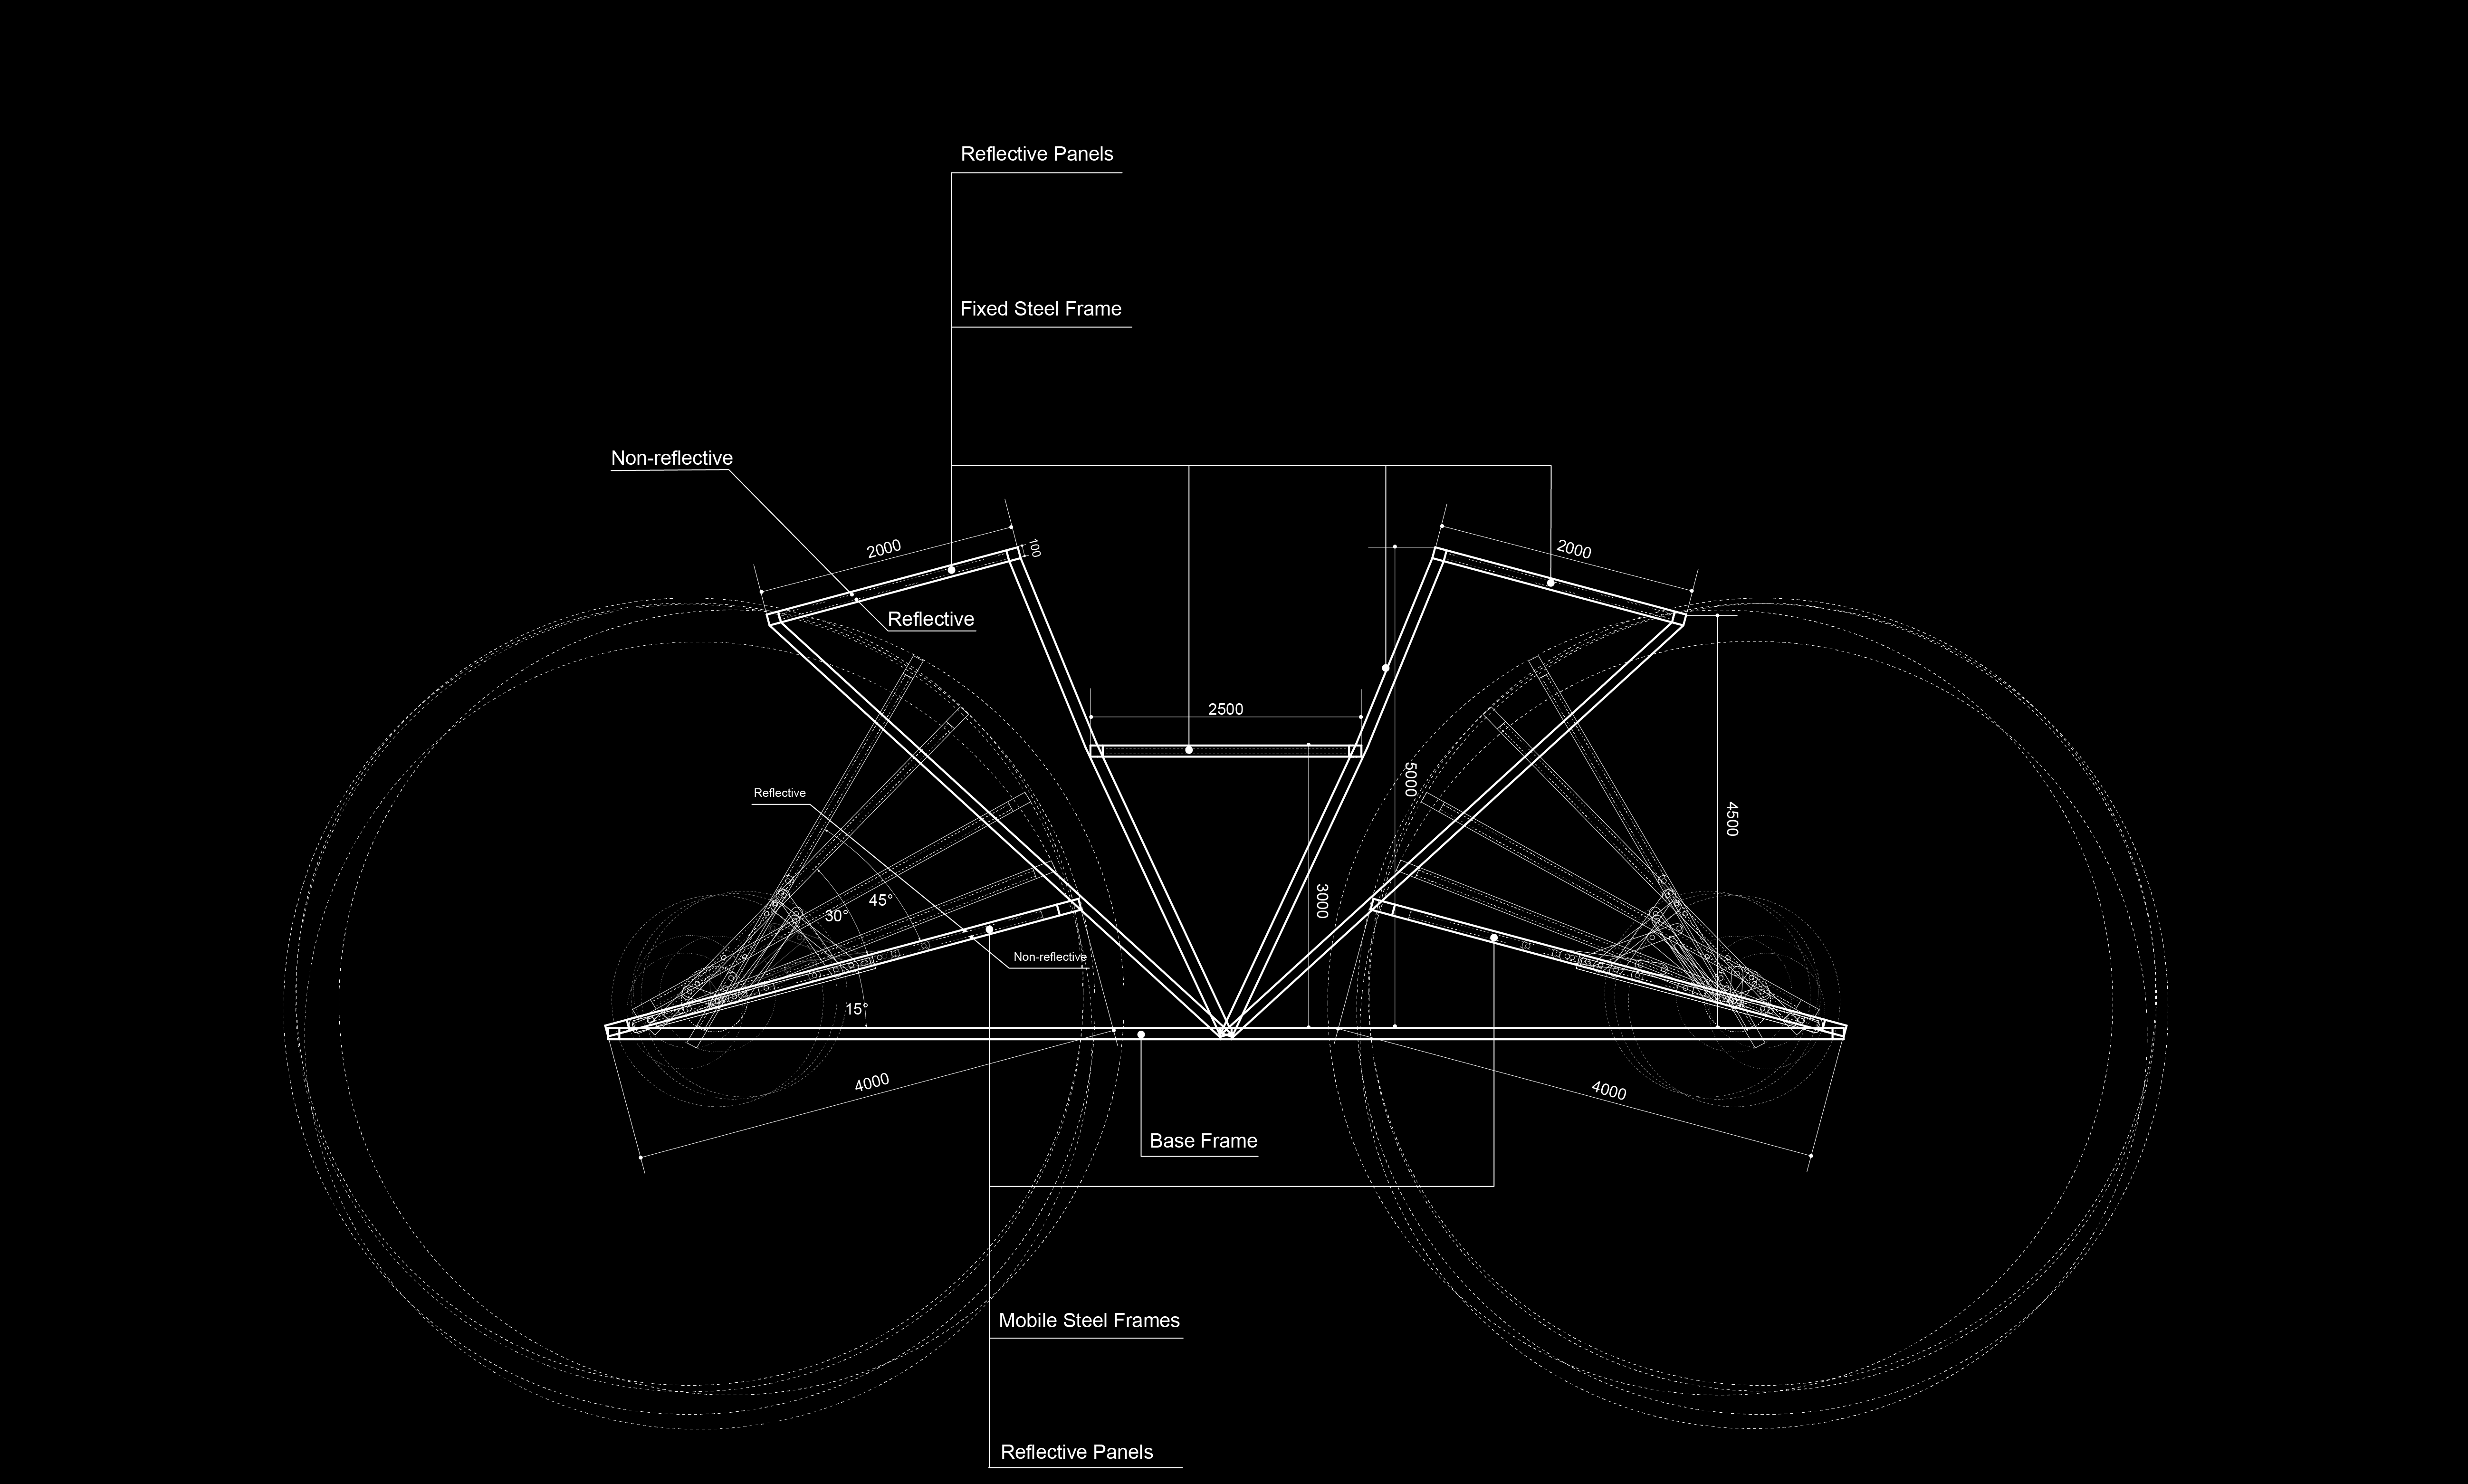 Reflective Panels
Fixed Steel Frame
Non-reflective
2000
100
2000
Reflective
2500
5000
Reflective
4500
3000
45°
30°
Non-reflective
15°
4000
4000
Base Frame
Mobile Steel Frames
Reflective Panels